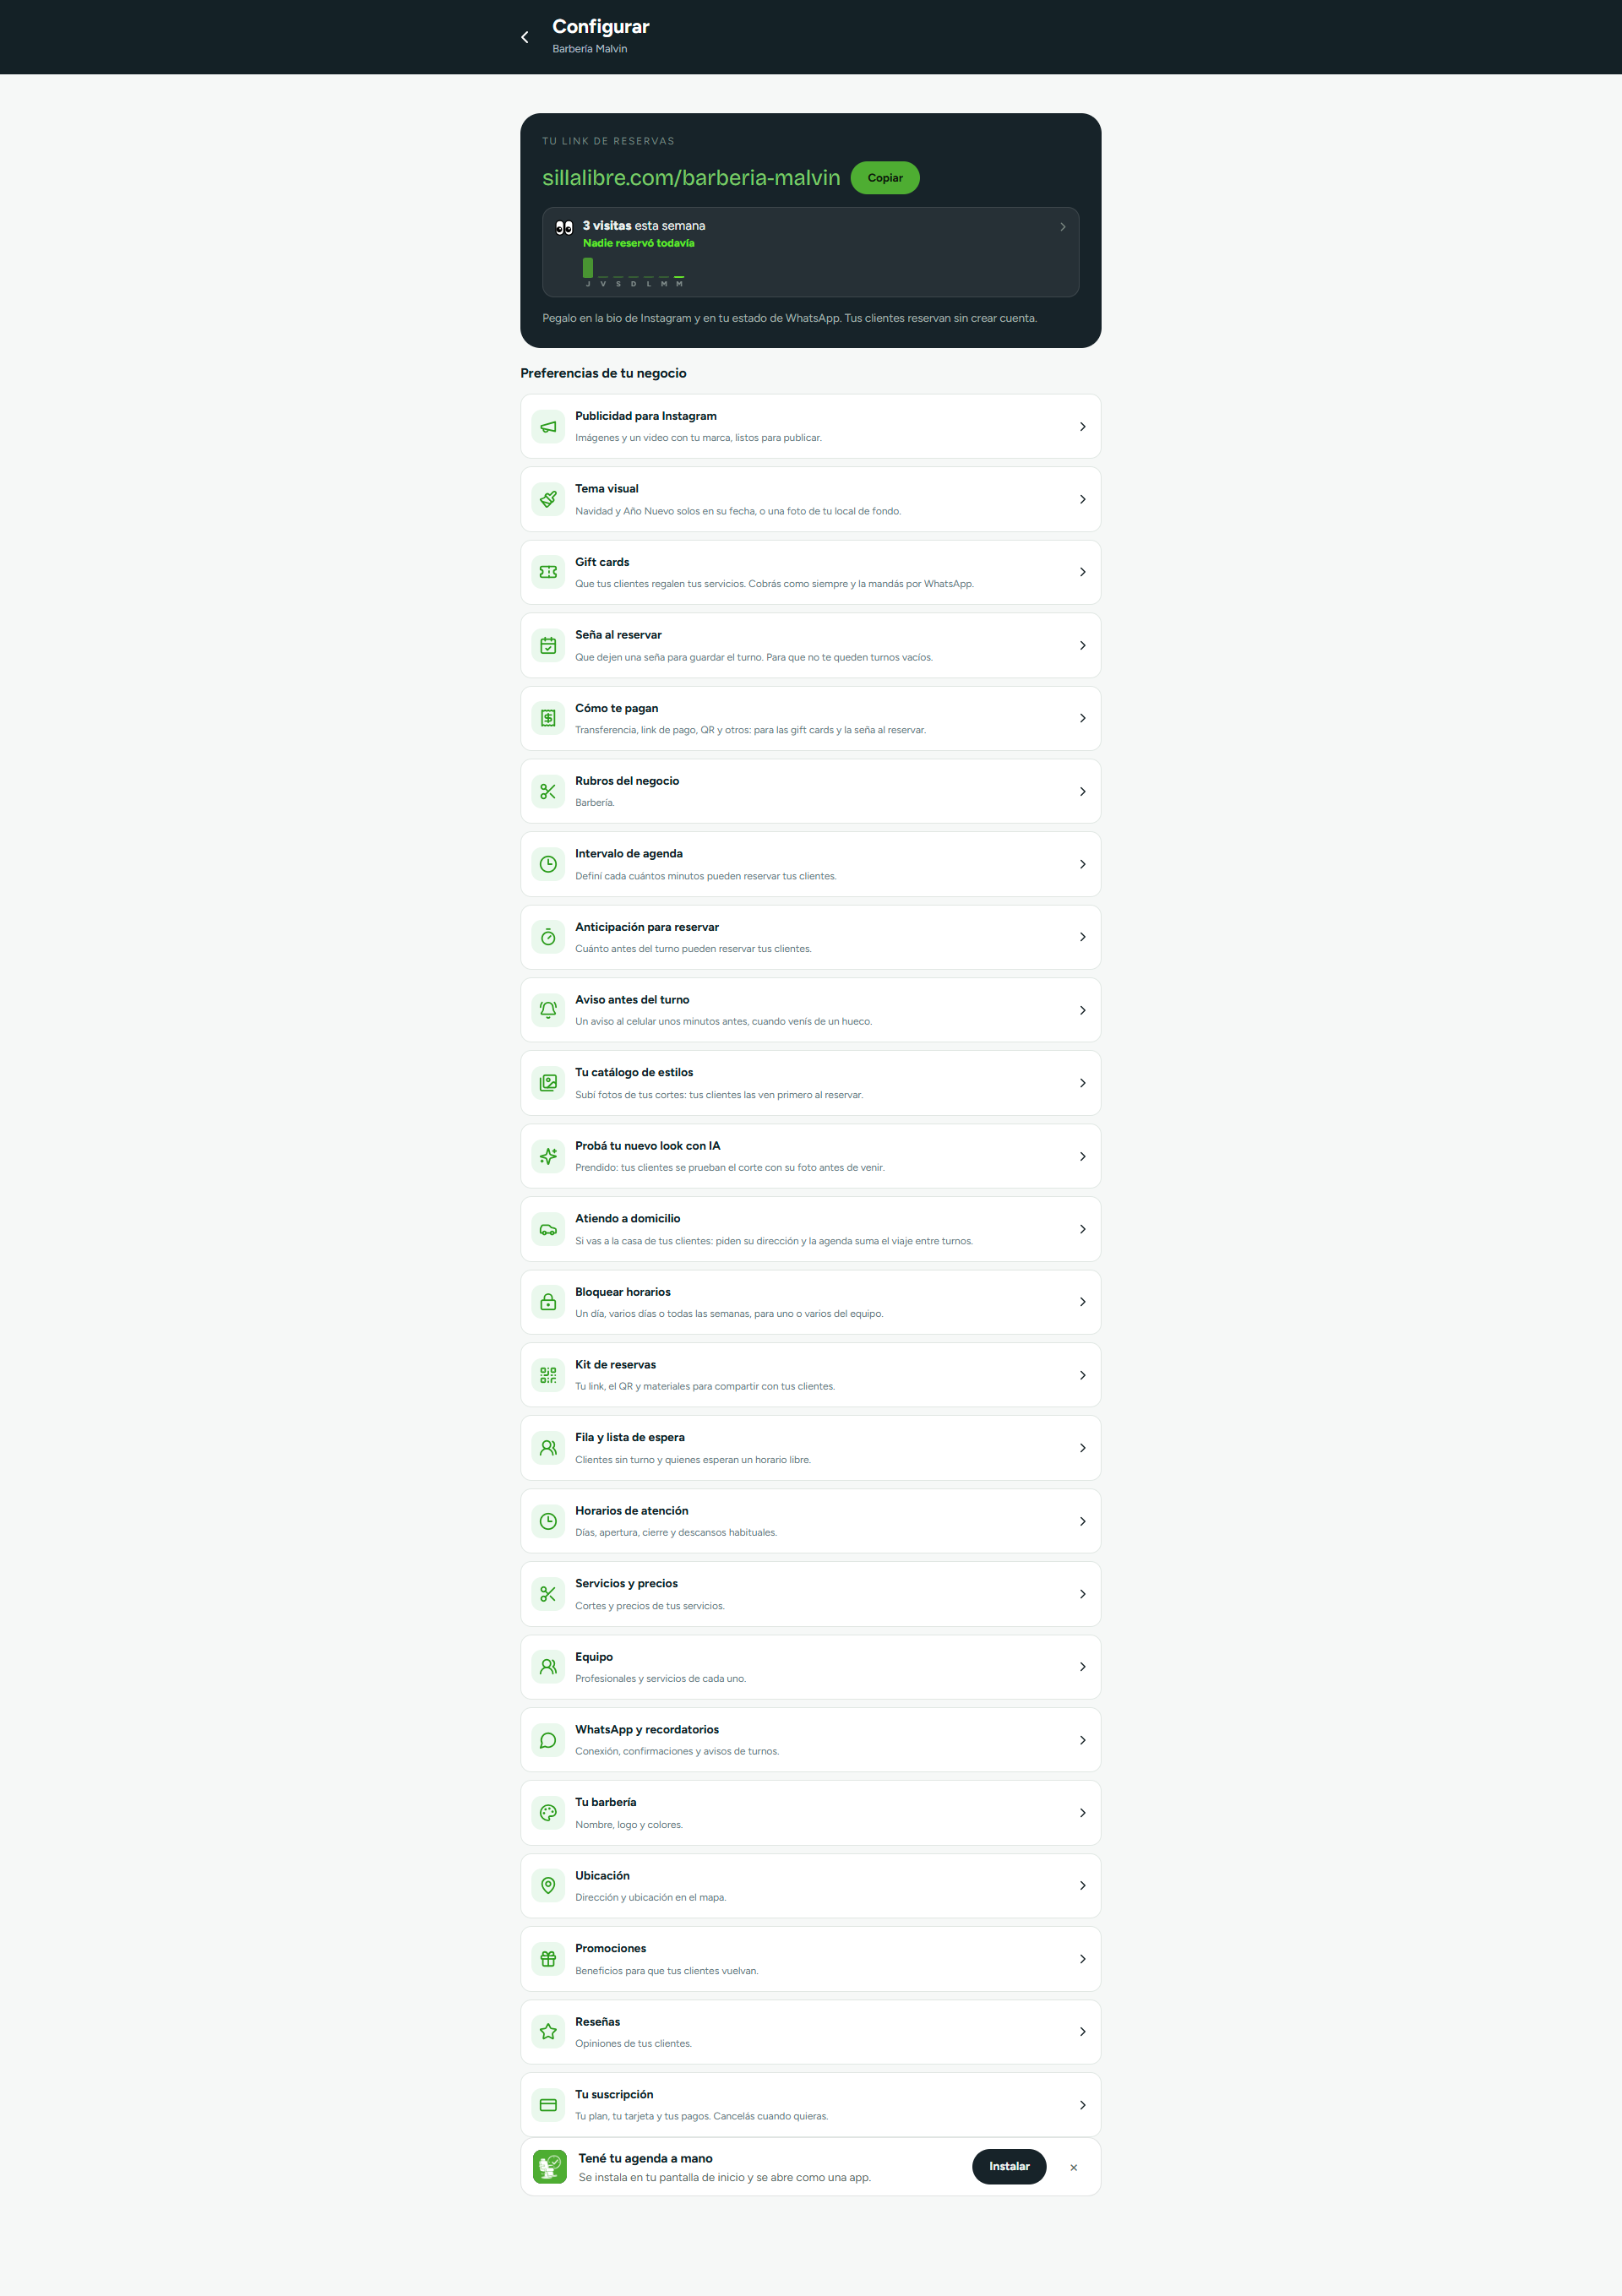 Configurar
Barbería Malvin
TU LINK DE RESERVAS
sillalibre.com/barberia-malvin
Copiar
3 visitas esta semana
Nadie reservó todavía
J V S D L M M
Pegalo en la bio de Instagram y en tu estado de WhatsApp. Tus clientes reservan sin crear cuenta.
Preferencias de tu negocio
Publicidad para Instagram
Imágenes y un video con tu marca, listos para publicar.
Tema visual
Navidad y Año Nuevo solos en su fecha, o una foto de tu local de fondo.
Gift cards
Que tus clientes regalen tus servicios. Cobrás como siempre y la mandás por WhatsApp.
Seña al reservar
Que dejen una seña para guardar el turno. Para que no te queden turnos vacíos.
Cómo te pagan
Transferencia, link de pago, QR y otros: para las gift cards y la seña al reservar.
Rubros del negocio
Barbería.
Intervalo de agenda
Definí cada cuántos minutos pueden reservar tus clientes.
Anticipación para reservar
Cuánto antes del turno pueden reservar tus clientes.
Aviso antes del turno
Un aviso al celular unos minutos antes, cuando venís de un hueco.
Tu catálogo de estilos
Subí fotos de tus cortes: tus clientes las ven primero al reservar.
Probá tu nuevo look con IA
Prendido: tus clientes se prueban el corte con su foto antes de venir.
Atiendo a domicilio
Si vas a la casa de tus clientes: piden su dirección y la agenda suma el viaje entre turnos.
Bloquear horarios
Un día, varios días o todas las semanas, para uno o varios del equipo.
Kit de reservas
Tu link, el QR y materiales para compartir con tus clientes.
Fila y lista de espera
Clientes sin turno y quienes esperan un horario libre.
Horarios de atención
Días, apertura, cierre y descansos habituales.
Servicios y precios
Cortes y precios de tus servicios.
Equipo
Profesionales y servicios de cada uno.
WhatsApp y recordatorios
Conexión, confirmaciones y avisos de turnos.
Tu barbería
Nombre, logo y colores.
Ubicación
Dirección y ubicación en el mapa.
Promociones
Beneficios para que tus clientes vuelvan.
Reseñas
Opiniones de tus clientes.
Tu suscripción
Tu plan, tu tarjeta y tus pagos. Cancelás cuando quieras.
Tené tu agenda a mano
Se instala en tu pantalla de inicio y se abre como una app.
Instalar